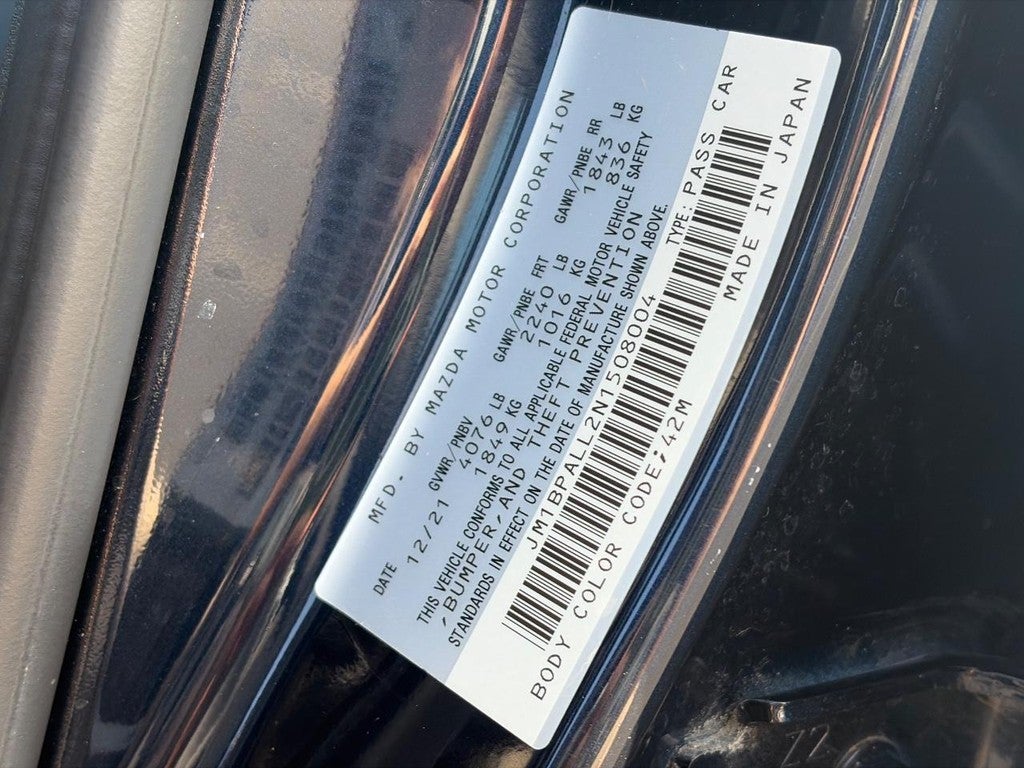 MFD. BY MAZDA MOTOR CORPORATION
DATE 12/21 GVWR/PNBV GAWR/PNBE FRT GAWR/PNBE RR
4076 LB 2240 LB 1843 LB
1849 KG 1016 KG 836 KG
THIS VEHICLE CONFORMS TO ALL APPLICABLE FEDERAL MOTOR VEHICLE SAFETY
,BUMPER,AND THEFT PREVENTION
STANDARDS IN EFFECT ON THE DATE OF MANUFACTURE SHOWN ABOVE.
JM1BPALL2N1508004 TYPE: PASS CAR
BODY COLOR CODE;42M MADE IN JAPAN